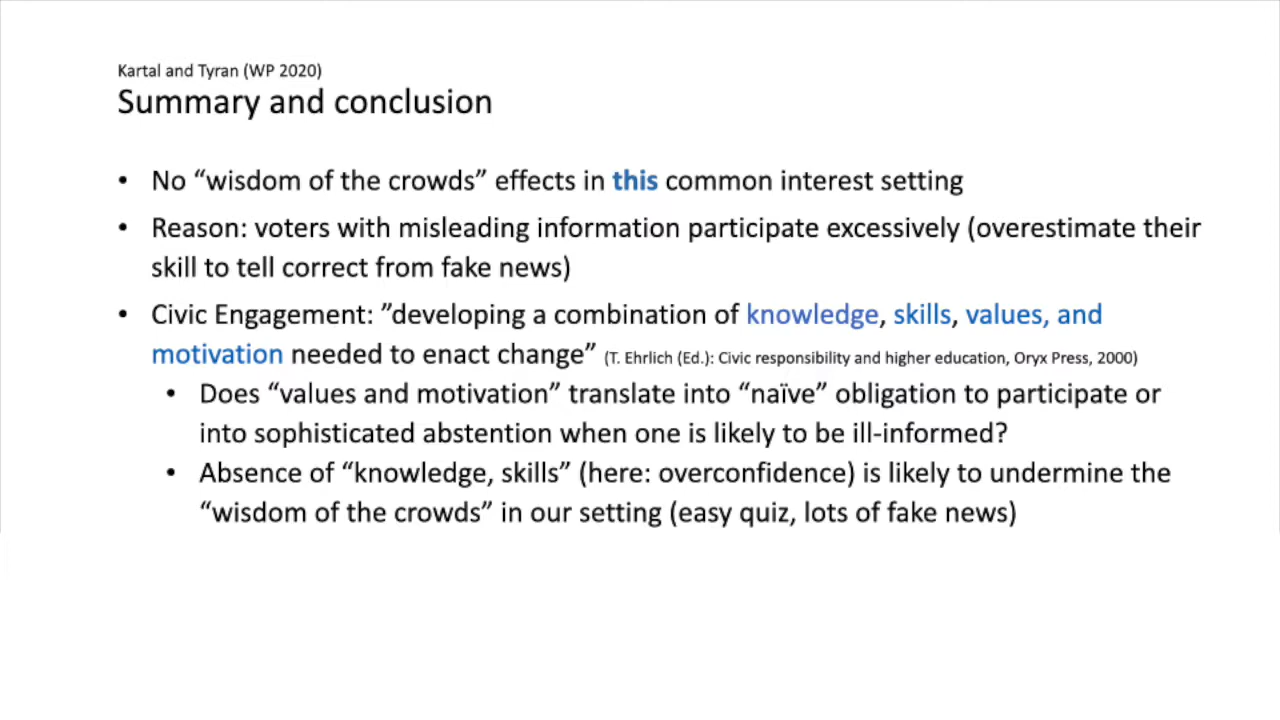 Kartal and Tyran (WP 2020)
Summary and conclusion
• No “wisdom of the crowds” effects in this common interest setting
• Reason: voters with misleading information participate excessively (overestimate their
skill to tell correct from fake news)
• Civic Engagement: ”developing a combination of knowledge, skills, values, and
motivation needed to enact change” (T. Ehrlich (Ed.): Civic responsibility and higher education, Oryx Press, 2000)
• Does “values and motivation” translate into “naïve” obligation to participate or
into sophisticated abstention when one is likely to be ill-informed?
• Absence of “knowledge, skills” (here: overconfidence) is likely to undermine the
“wisdom of the crowds” in our setting (easy quiz, lots of fake news)